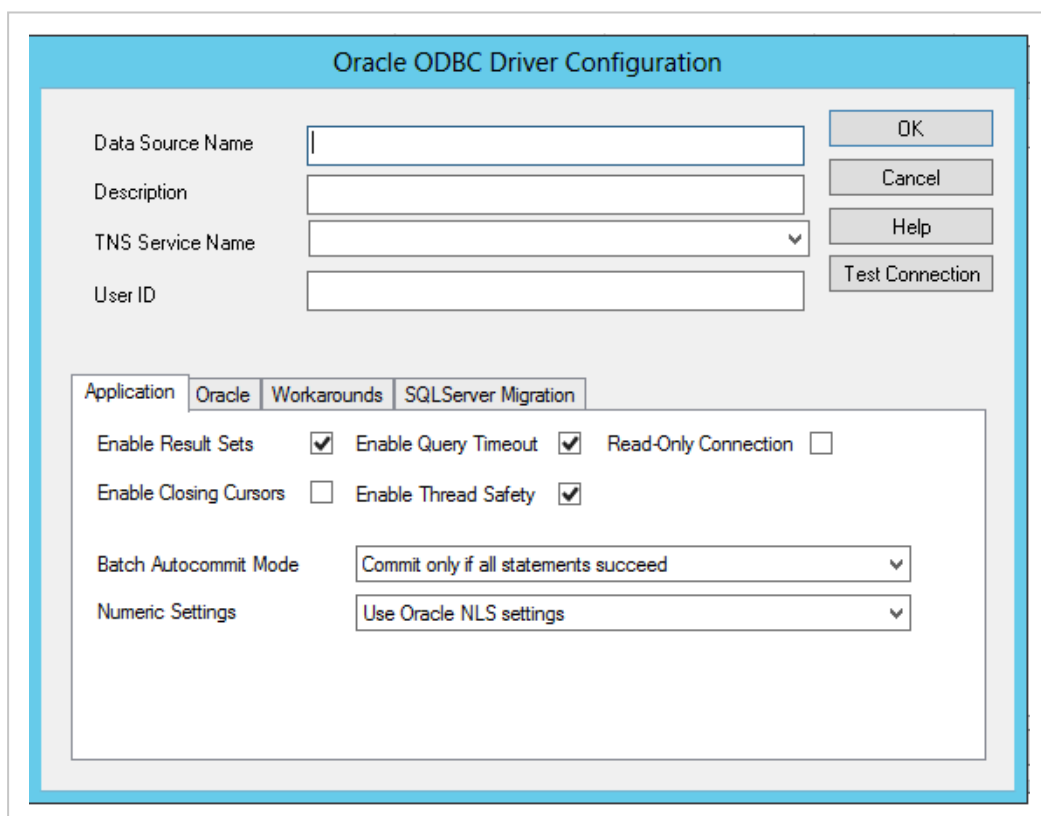 Oracle ODBC Driver Configuration
Data Source Name
OK
Description
Cancel
TNS Service Name
Help
User ID
Test Connection
Application Oracle Workarounds SQLServer Migration
Enable Result Sets Enable Query Timeout Read-Only Connection
Enable Closing Cursors Enable Thread Safety
Batch Autocommit Mode Commit only if all statements succeed
Numeric Settings Use Oracle NLS settings